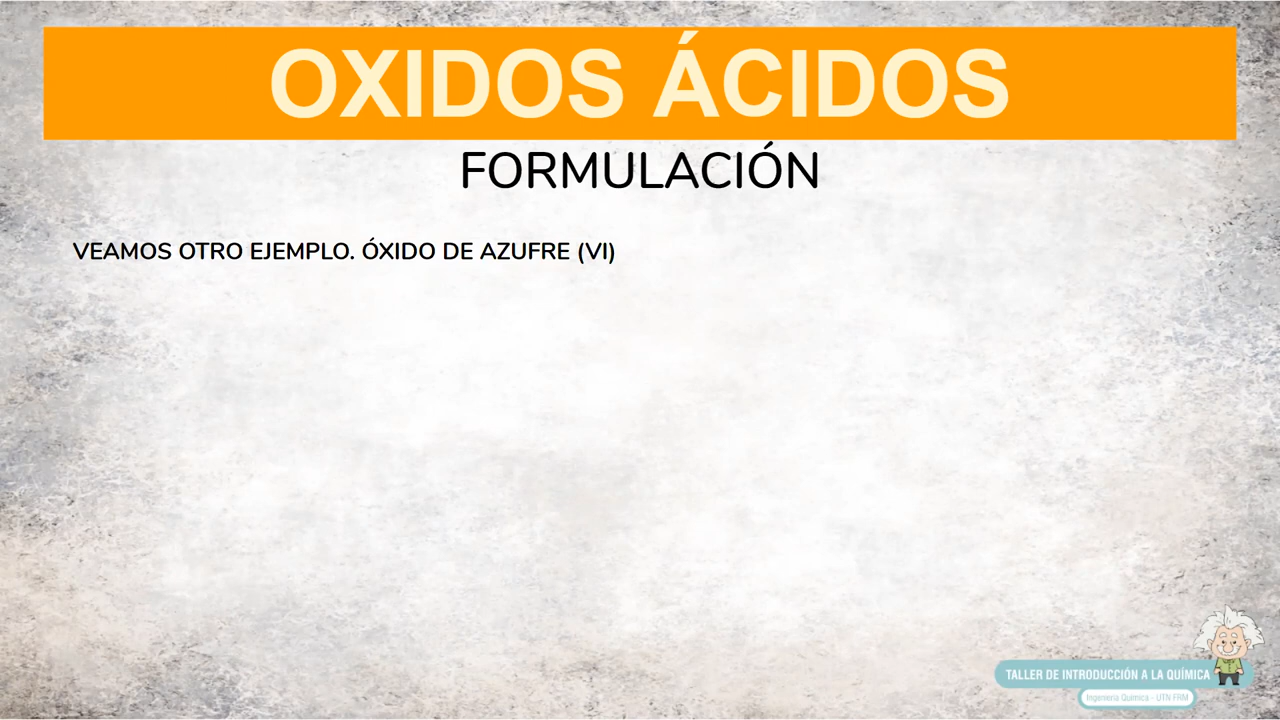 OXIDOS ÁCIDOS
FORMULACIÓN
VEAMOS OTRO EJEMPLO. ÓXIDO DE AZUFRE (VI)
TALLER DE INTRODUCCIÓN A LA QUÍMICA
Ingeniería Química - UTN FRM